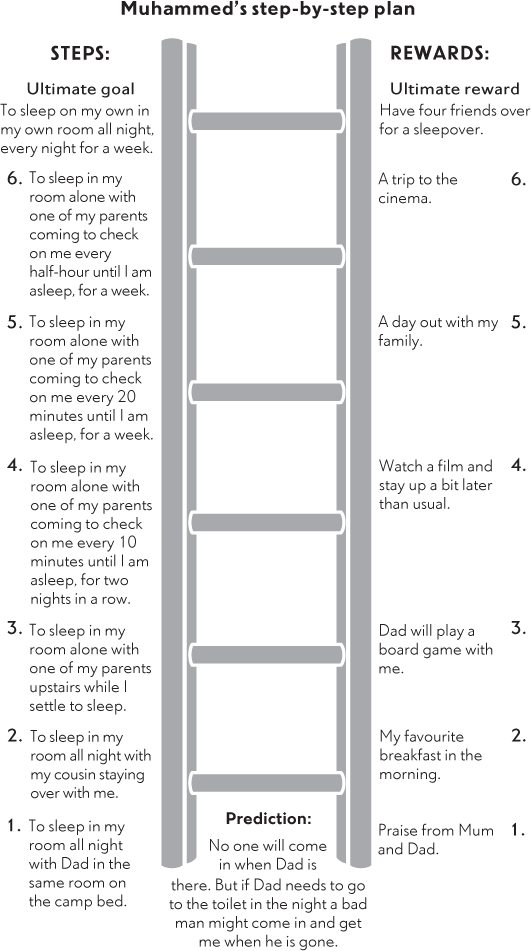 Muhammed's step-by-step plan
STEPS:
Ultimate goal
To sleep on my own in
my own room all night,
every night for a week.
6. To sleep in my
room alone with
one of my parents
coming to check
on me every
half-hour until I am
asleep, for a week.
5. To sleep in my
room alone with
one of my parents
coming to check
on me every 20
minutes until I am
asleep, for a week.
4. To sleep in my
room alone with
one of my parents
coming to check
on me every 10
minutes until I am
asleep, for two
nights in a row.
3. To sleep in my
room alone with
one of my parents
upstairs while I
settle to sleep.
2. To sleep in my
room all night with
my cousin staying
over with me.
1. To sleep in my
room all night
with Dad in the
same room on
the camp bed.
REWARDS:
Ultimate reward
Have four friends over
for a sleepover.
A trip to the 6.
cinema.
A day out with my 5.
family.
Watch a film and 4.
stay up a bit later
than usual.
Dad will play a 3.
board game with
me.
My favourite 2.
breakfast in the
morning.
Praise from Mum 1.
and Dad.
Prediction:
No one will come
in when Dad is
there. But if Dad needs to go
to the toilet in the night a bad
man might come in and get
me when he is gone.